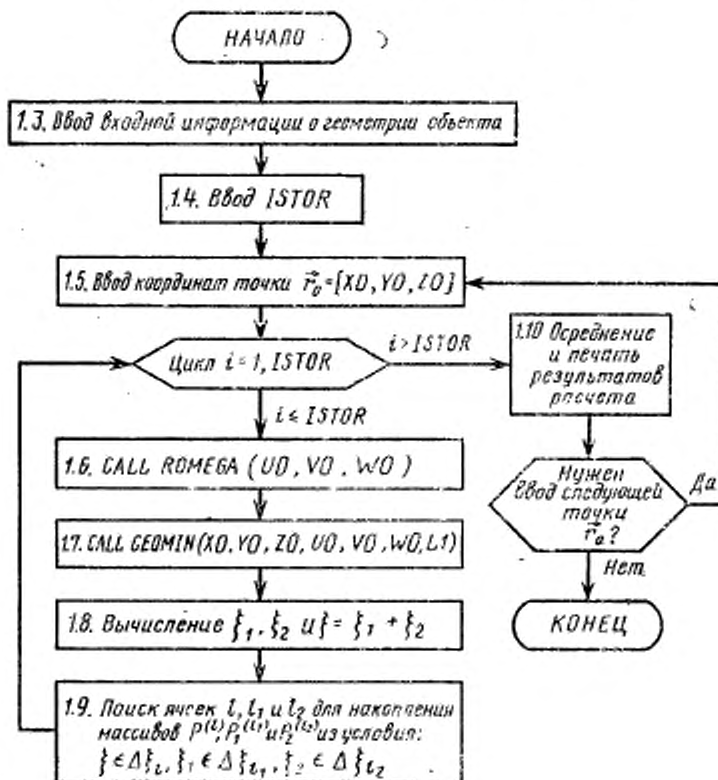 НАЧАЛО
1.3. Ввод входной информации о геометрии объекта
1.4. Ввод ISTOR
1.5. Ввод координат точки r⃗₀=[X0, Y0, Z0]
Цикл i = 1, ISTOR
i > ISTOR
i ≤ ISTOR
1.6. CALL ROMEGA (U0, V0, W0)
1.7. CALL GEOMIN(X0, Y0, Z0, U0, V0, W0, L1)
1.8. Вычисление ξ₁, ξ₂ и ξ = ξ₁ + ξ₂
1.9. Поиск ячеек l, l₁ и l₂ для накопления
массивов P⁽ˡ⁾, P₁⁽ˡ¹⁾ и P₂⁽ˡ²⁾ из условия:
ξ ∈ Δξ_l, ξ₁ ∈ Δξ_l₁, ξ₂ ∈ Δξ_l₂
1.10 Осреднение
и печать
результатов
расчета
Нужен
ввод следующей
точки
r⃗₀?
Да
Нет
КОНЕЦ